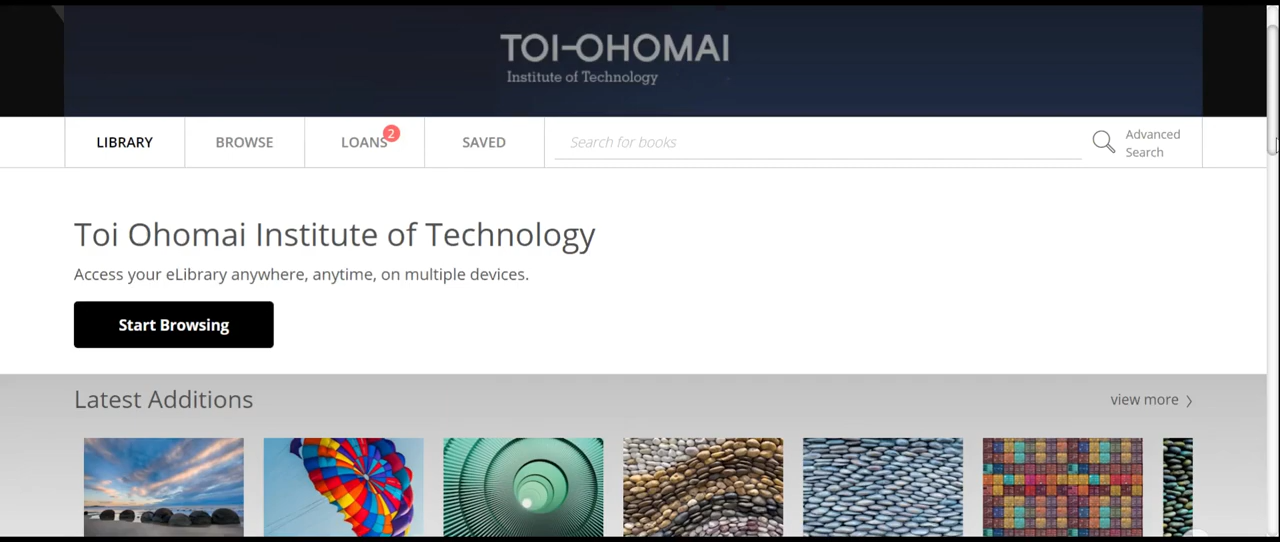 TOI-OHOMAI
Institute of Technology
LIBRARY
BROWSE
LOANS 2
SAVED
Search for books
Advanced
Search
Toi Ohomai Institute of Technology
Access your eLibrary anywhere, anytime, on multiple devices.
Start Browsing
Latest Additions
view more